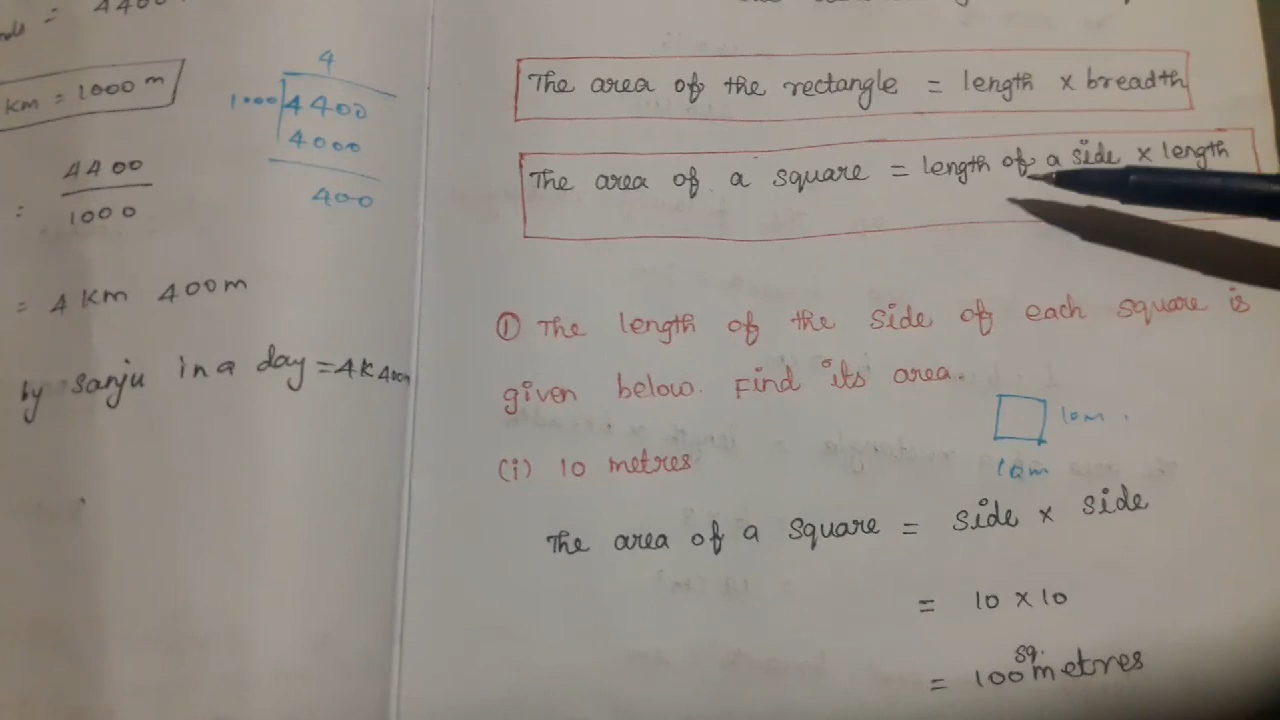 km = 1000 m
4400
1000
= 4 Km 400m
by Sanju in a day = 4K 400m
4
1000 4400
4000
400
The area of the rectangle = length x breadth
The area of a square = length of a side x length
① The length of the side of each square is
given below. Find its area.
10m
10m
(i) 10 metres
The area of a square = side x side
= 10 x 10
= 100 sq. metres